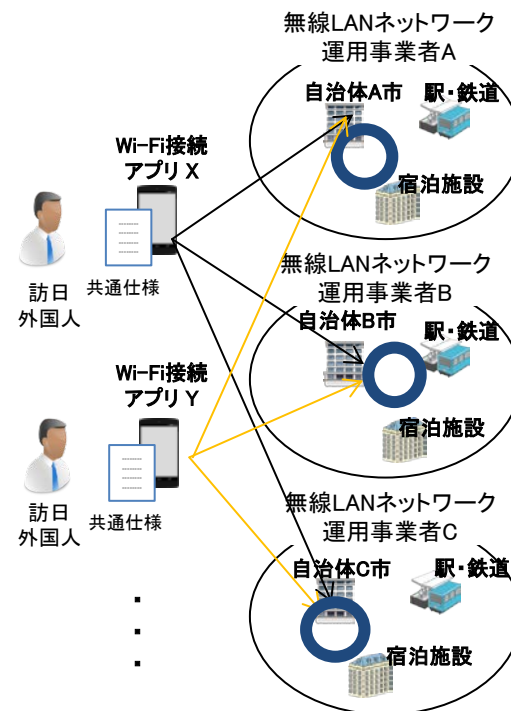 無線LANネットワーク
運用事業者A
自治体A市
駅・鉄道
宿泊施設
Wi-Fi接続
アプリ X
訪日
外国人
共通仕様
無線LANネットワーク
運用事業者B
自治体B市
駅・鉄道
宿泊施設
Wi-Fi接続
アプリ Y
訪日
外国人
共通仕様
無線LANネットワーク
運用事業者C
自治体C市
駅・鉄道
宿泊施設
・
・
・